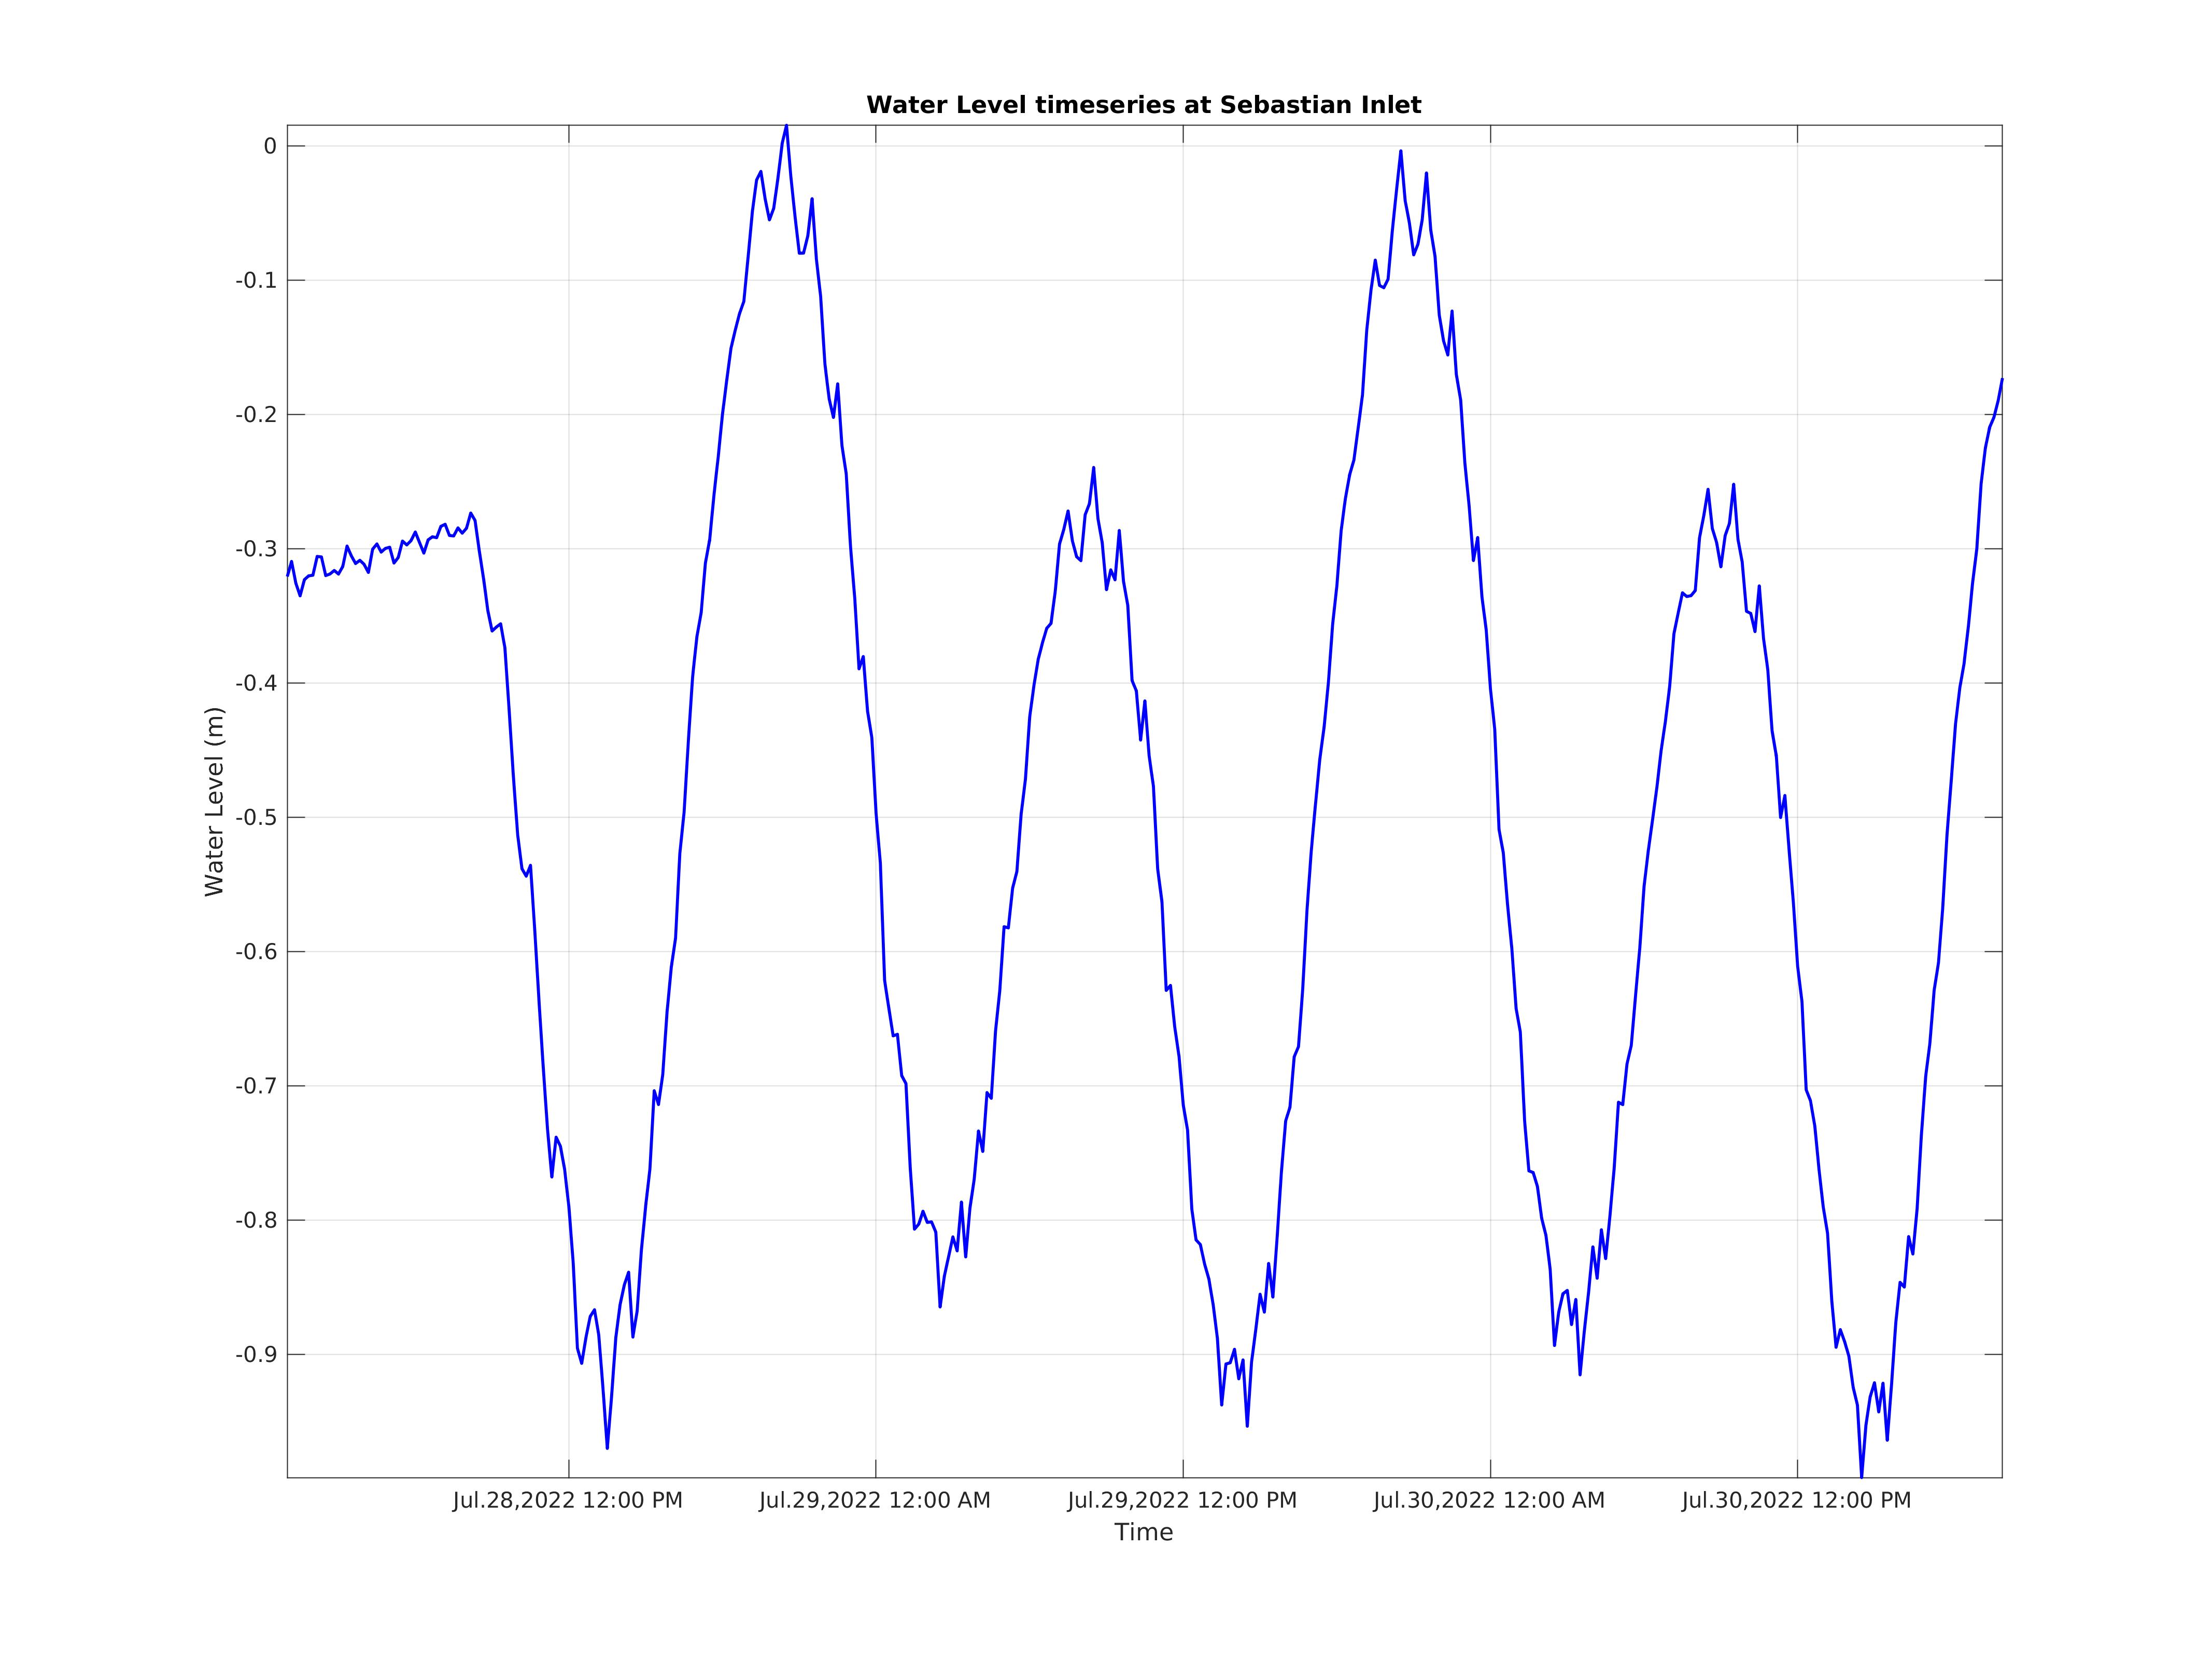 Water Level timeseries at Sebastian Inlet
0
-0.1
-0.2
-0.3
-0.4
-0.5
-0.6
-0.7
-0.8
-0.9
Water Level (m)
Jul.28,2022 12:00 PM
Jul.29,2022 12:00 AM
Jul.29,2022 12:00 PM
Jul.30,2022 12:00 AM
Jul.30,2022 12:00 PM
Time